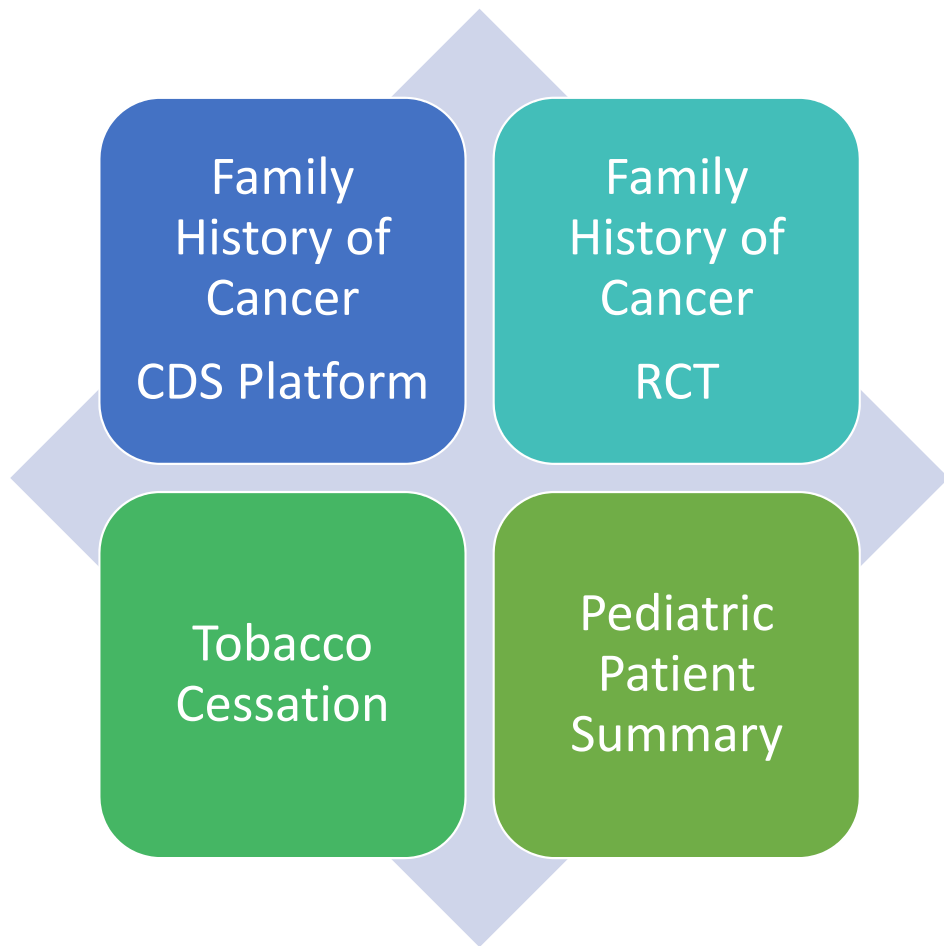 Family
History of
Cancer
CDS Platform
Family
History of
Cancer
RCT
Tobacco
Cessation
Pediatric
Patient
Summary